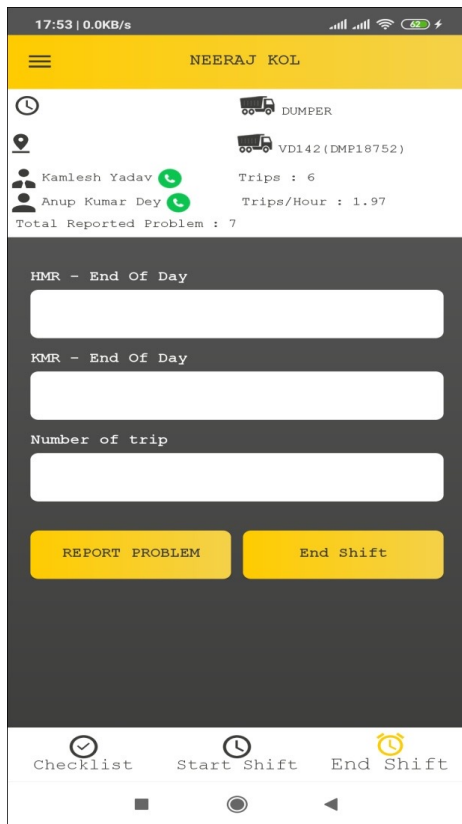 17:53 | 0.0KB/s 62
NEERAJ KOL
DUMPER
VD142(DMP18752)
Kamlesh Yadav Trips : 6
Anup Kumar Dey Trips/Hour : 1.97
Total Reported Problem : 7
HMR - End Of Day
KMR - End Of Day
Number of trip
REPORT PROBLEM End Shift
Checklist Start Shift End Shift